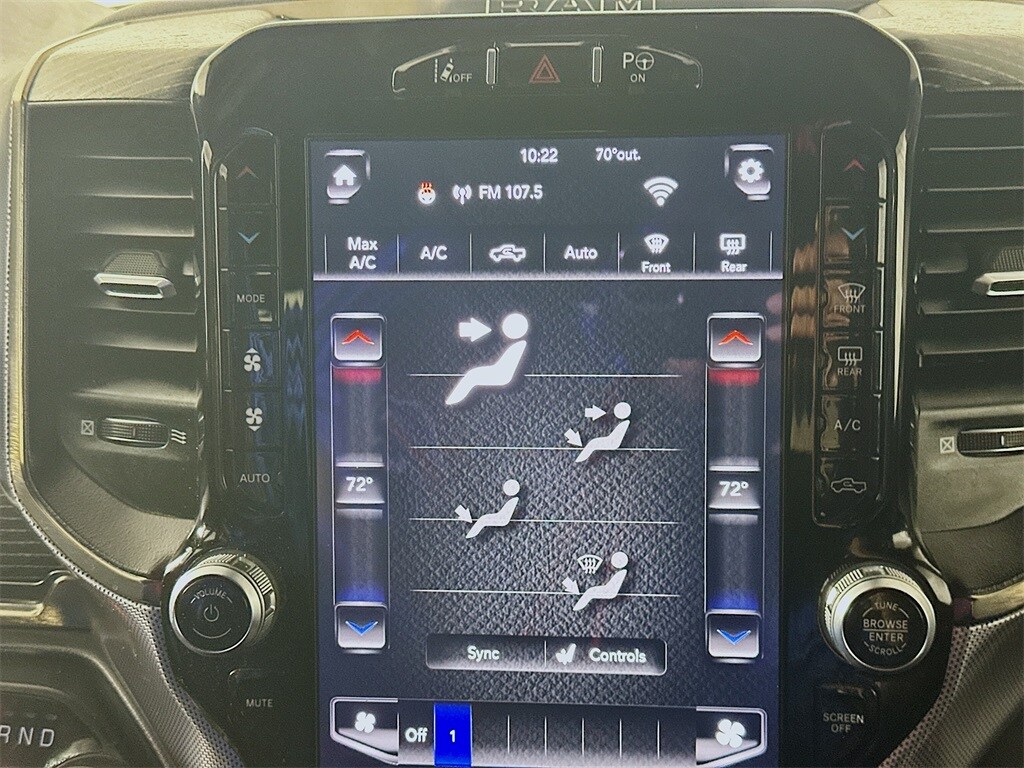 RAM
OFF
P
ON
10:22 70°out.
FM 107.5
Max
A/C
A/C
Auto
Front
Rear
MODE
AUTO
FRONT
REAR
A/C
72°
72°
Sync
Controls
VOLUME
TUNE
BROWSE
ENTER
SCROLL
MUTE
SCREEN
OFF
Off 1
RND